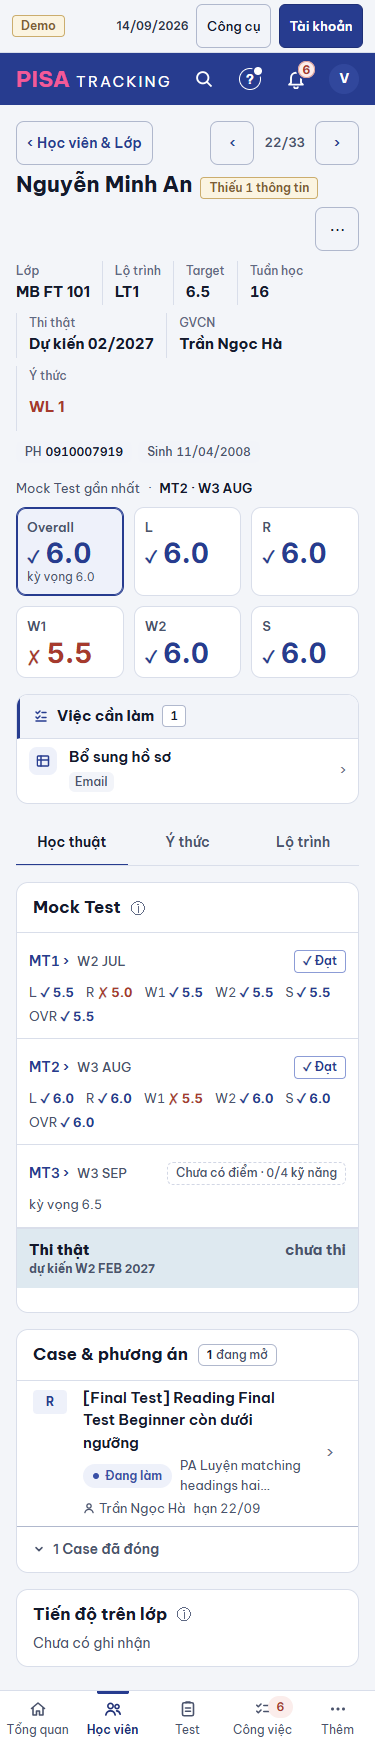 Demo 14/09/2026 Công cụ Tài khoản
PISA TRACKING ? 6 V
‹ Học viên & Lớp ‹ 22/33 ›
Nguyễn Minh An Thiếu 1 thông tin
...
Lớp Lộ trình Target Tuần học
MB FT 101 LT1 6.5 16
Thi thật GVCN
Dự kiến 02/2027 Trần Ngọc Hà
Ý thức
WL 1
PH 0910007919 Sinh 11/04/2008
Mock Test gần nhất · MT2 · W3 AUG
Overall L R
✓ 6.0 ✓ 6.0 ✓ 6.0
kỳ vọng 6.0
W1 W2 S
✗ 5.5 ✓ 6.0 ✓ 6.0
Việc cần làm 1
Bổ sung hồ sơ ›
Email
Học thuật Ý thức Lộ trình
Mock Test ⓘ
MT1 › W2 JUL ✓ Đạt
L ✓ 5.5 R ✗ 5.0 W1 ✓ 5.5 W2 ✓ 5.5 S ✓ 5.5
OVR ✓ 5.5
MT2 › W3 AUG ✓ Đạt
L ✓ 6.0 R ✓ 6.0 W1 ✗ 5.5 W2 ✓ 6.0 S ✓ 6.0
OVR ✓ 6.0
MT3 › W3 SEP Chưa có điểm · 0/4 kỹ năng
kỳ vọng 6.5
Thi thật chưa thi
dự kiến W2 FEB 2027
Case & phương án 1 đang mở
R [Final Test] Reading Final
Test Beginner còn dưới
ngưỡng ›
Đang làm PA Luyện matching
headings hai...
Trần Ngọc Hà hạn 22/09
1 Case đã đóng
Tiến độ trên lớp ⓘ
Chưa có ghi nhận
6
Tổng quan Học viên Test Công việc Thêm